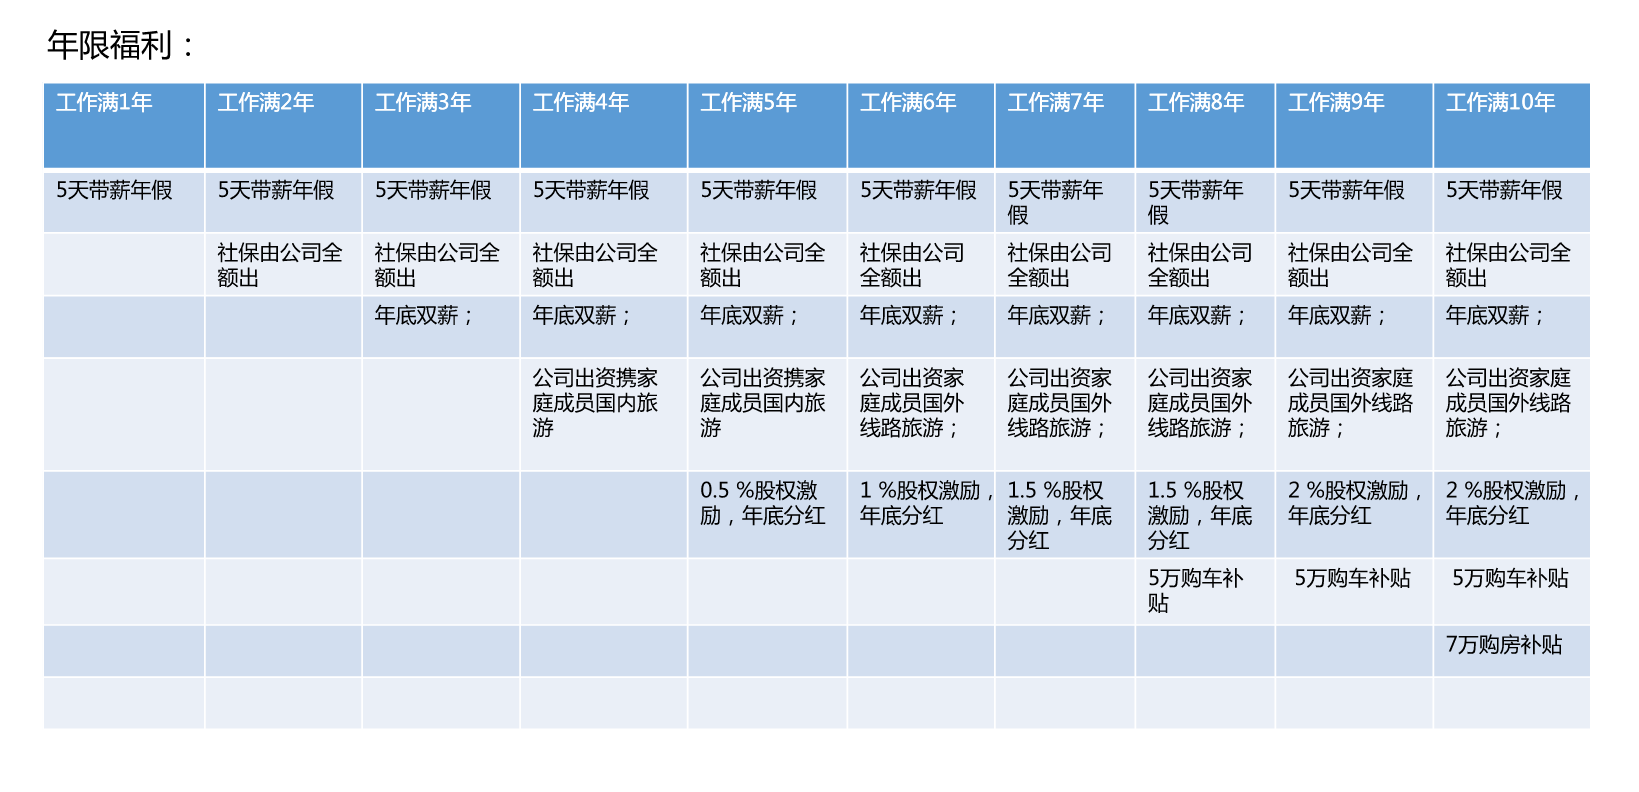 年限福利：
工作满1年 工作满2年 工作满3年 工作满4年 工作满5年 工作满6年 工作满7年 工作满8年 工作满9年 工作满10年
5天带薪年假 5天带薪年假 5天带薪年假 5天带薪年假 5天带薪年假 5天带薪年假 5天带薪年 5天带薪年 5天带薪年假 5天带薪年假
假 假
社保由公司全 社保由公司全 社保由公司全 社保由公司全 社保由公司 社保由公司 社保由公司 社保由公司全 社保由公司全
额出 额出 额出 额出 全额出 全额出 全额出 额出 额出
年底双薪； 年底双薪； 年底双薪； 年底双薪； 年底双薪； 年底双薪； 年底双薪； 年底双薪；
公司出资携家 公司出资携家 公司出资家 公司出资家 公司出资家 公司出资家庭 公司出资家庭
庭成员国内旅 庭成员国内旅 庭成员国外 庭成员国外 庭成员国外 成员国外线路 成员国外线路
游 游 线路旅游； 线路旅游； 线路旅游； 旅游； 旅游；
0.5 %股权激 1 %股权激励， 1.5 %股权 1.5 %股权 2 %股权激励， 2 %股权激励，
励，年底分红 年底分红 激励，年底 激励，年底 年底分红 年底分红
分红 分红
5万购车补 5万购车补贴 5万购车补贴
贴
7万购房补贴